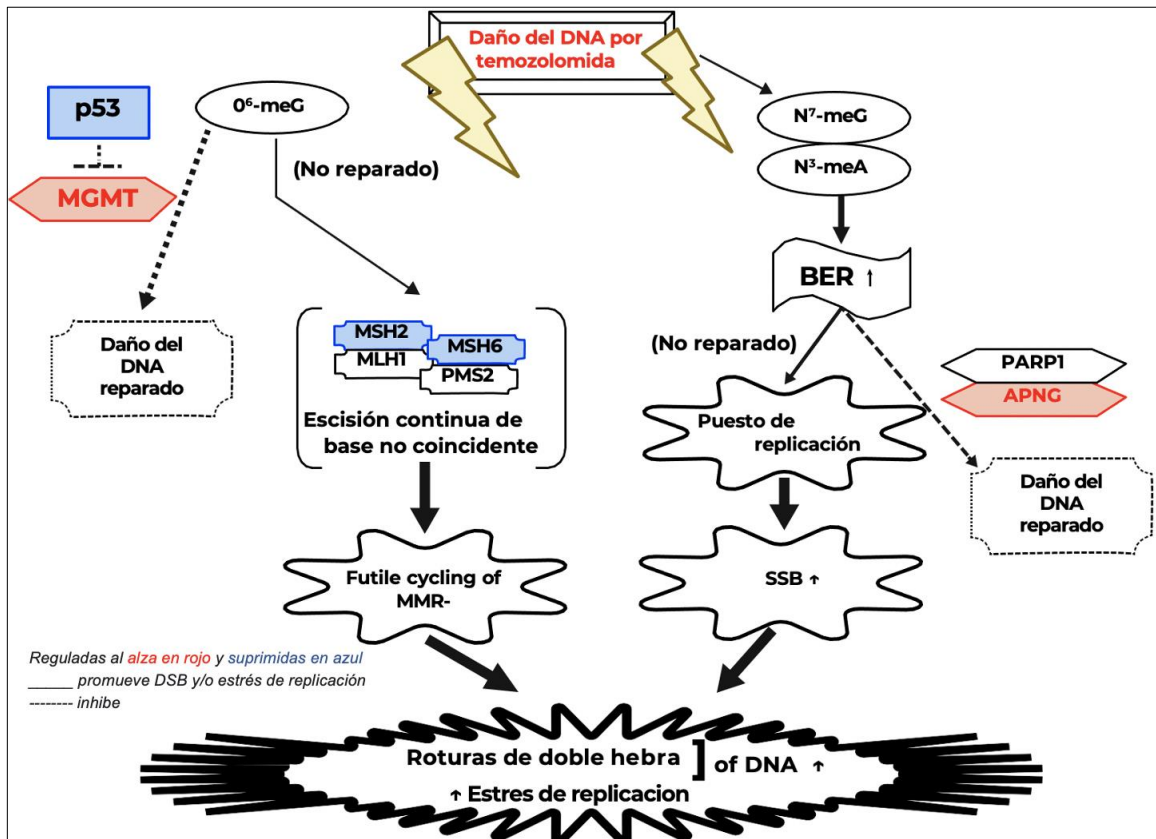 Daño del DNA por
temozolomida
p53
MGMT
0⁶-meG
(No reparado)
Daño del
DNA
reparado
MSH2
MSH6
MLH1
PMS2
Escisión continua de
base no coincidente
Futile cycling of
MMR-
N⁷-meG
N³-meA
BER ↑
(No reparado)
PARP1
APNG
Puesto de
replicación
Daño del
DNA
reparado
SSB ↑
Reguladas al alza en rojo y suprimidas en azul
_____ promueve DSB y/o estrés de replicación
-------- inhibe
Roturas de doble hebra ] of DNA ↑
↑ Estres de replicacion